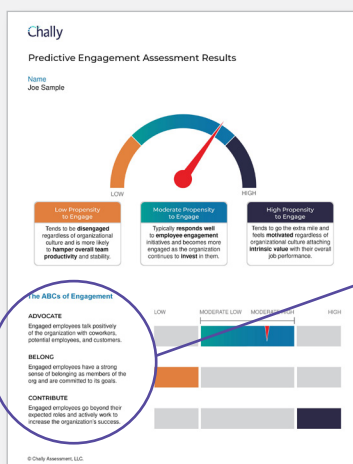 Chally
Predictive Engagement Assessment Results
Name
Joe Sample
LOW
HIGH
Low Propensity
to Engage
Tends to be disengaged
regardless of organizational
culture and is more likely
to hamper overall team
productivity and stability.
Moderate Propensity
to Engage
Typically responds well
to employee engagement
initiatives and becomes more
engaged as the organization
continues to invest in them.
High Propensity
to Engage
Tends to go the extra mile and
feels motivated regardless of
organizational culture attaching
intrinsic value with their overall
job performance.
The ABCs of Engagement
LOW
MODERATE LOW
MODERATE HIGH
HIGH
ADVOCATE
Engaged employees talk positively
of the organization with coworkers,
potential employees, and customers.
BELONG
Engaged employees have a strong
sense of belonging as members of the
org and are committed to its goals.
CONTRIBUTE
Engaged employees go beyond their
expected roles and actively work to
increase the organization's success.
© Chally Assessment, LLC